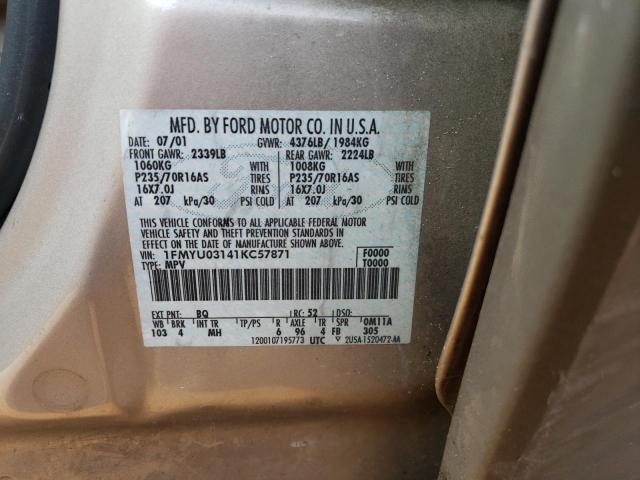 MFD. BY FORD MOTOR CO. IN U.S.A.
DATE: 07/01 GVWR: 4376LB/1984KG
FRONT GAWR: 2339LB REAR GAWR: 2224LB
1060KG WITH 1008KG WITH
P235/70R16AS TIRES P235/70R16AS TIRES
16X7.0J RIMS 16X7.0J RIMS
AT 207 kPa/30 PSI COLD AT 207 kPa/30 PSI COLD
THIS VEHICLE CONFORMS TO ALL APPLICABLE FEDERAL MOTOR
VEHICLE SAFETY AND THEFT PREVENTION STANDARDS IN
EFFECT ON THE DATE OF MANUFACTURE SHOWN ABOVE.
VIN: 1FMYU03141KC57871 F0000
TYPE: MPV T0000
EXT PNT: BQ RC: 52 DSO:
WB BRK INT TR TP/PS R AXLE TR SPR 0M11A
103 4 MH 6 96 4 FB 305
1200107195773 UTC 2USA-1520472-AA